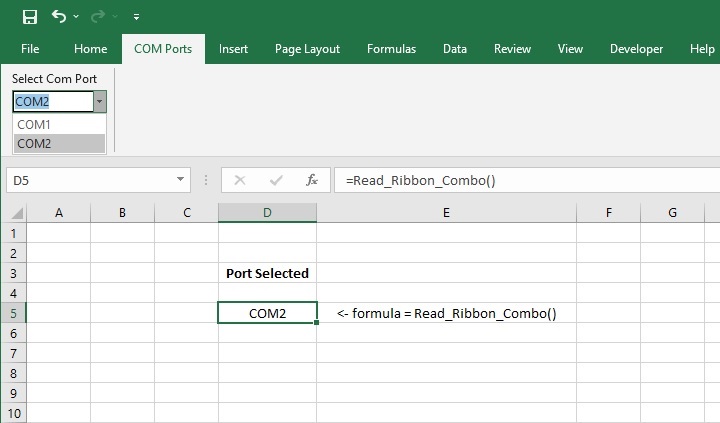 File Home COM Ports Insert Page Layout Formulas Data Review View Developer Help
Select Com Port
COM2
COM1
COM2
D5 fx =Read_Ribbon_Combo()
A B C D E F G
1
2
3 Port Selected
4
5 COM2 <- formula = Read_Ribbon_Combo()
6
7
8
9
10